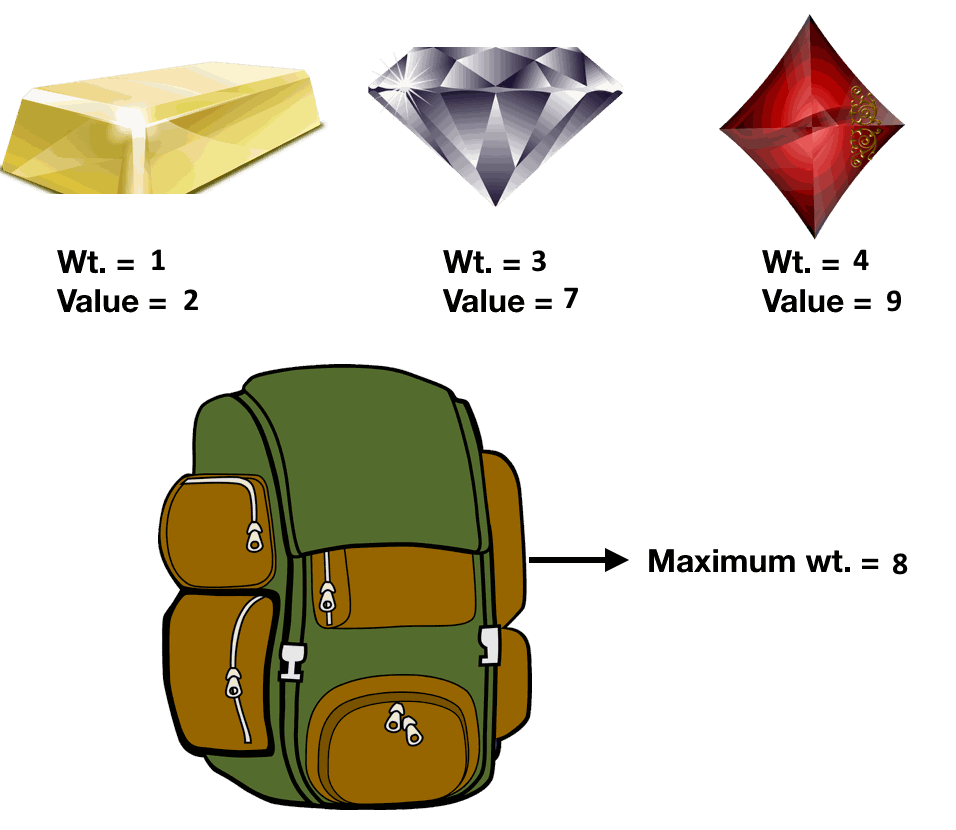 Wt. = 1
Value = 2
Wt. = 3
Value = 7
Wt. = 4
Value = 9
Maximum wt. = 8